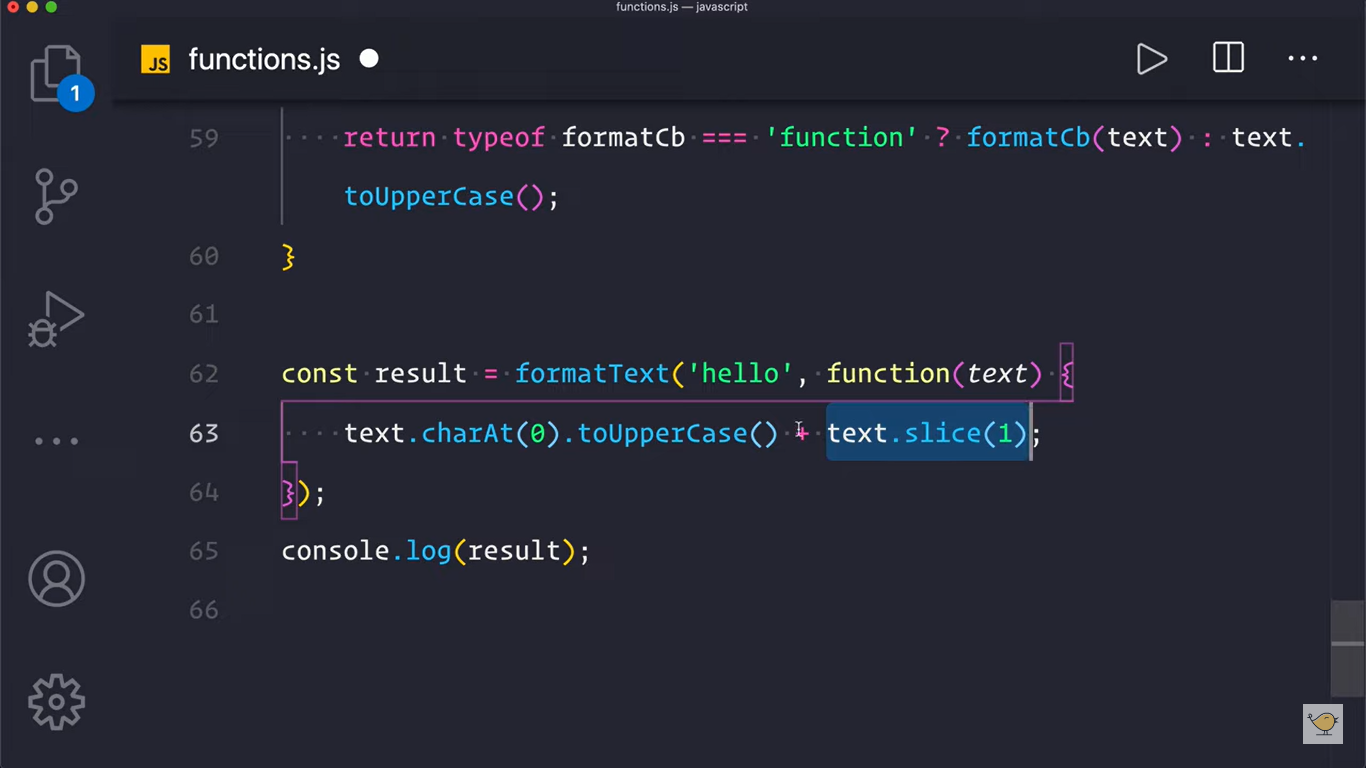 functions.js — javascript
JS functions.js
1
59 return typeof formatCb === 'function' ? formatCb(text) : text.
toUpperCase();
60 }
61
62 const result = formatText('hello', function(text) {
63 text.charAt(0).toUpperCase() + text.slice(1);
64 });
65 console.log(result);
66